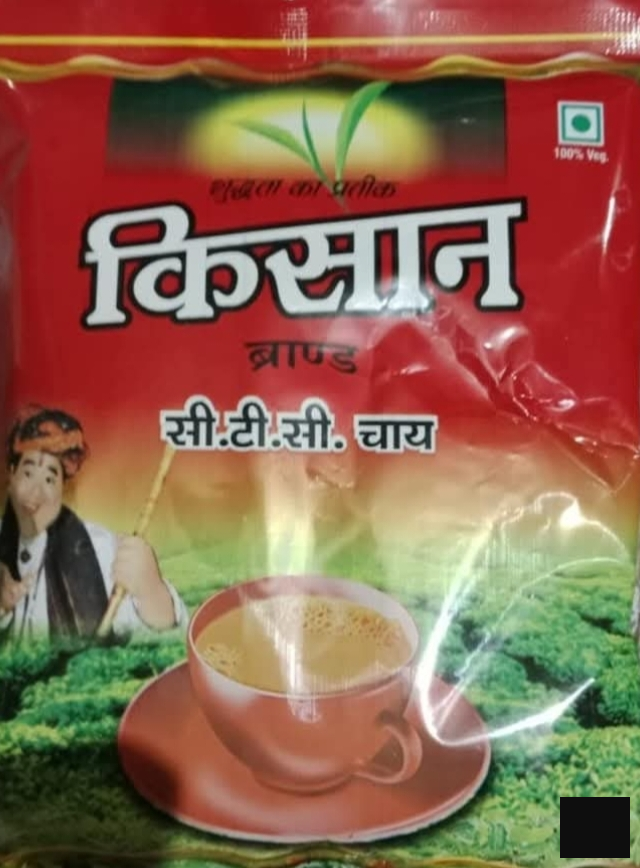 100% Veg.
शुद्धता का प्रतीक
किसान
ब्राण्ड
सी.टी.सी. चाय